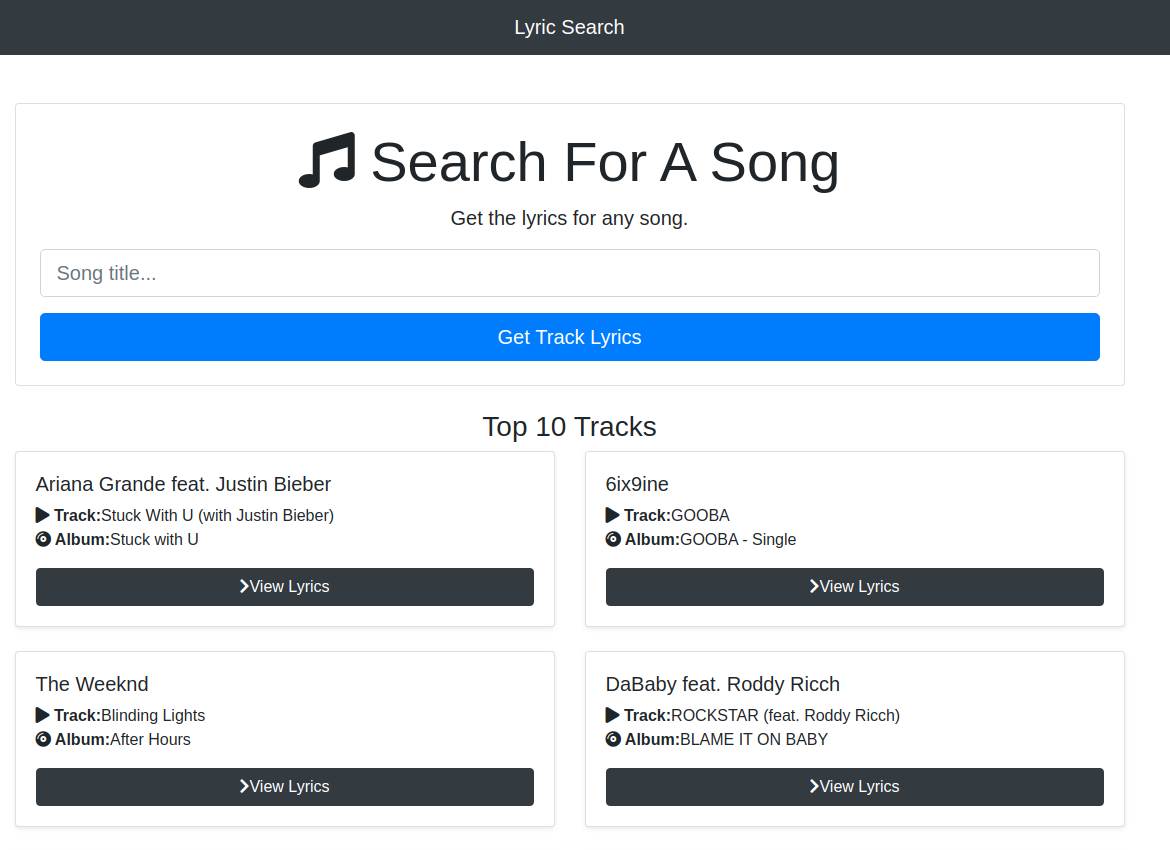 Lyric Search
Search For A Song
Get the lyrics for any song.
Song title...
Get Track Lyrics
Top 10 Tracks
Ariana Grande feat. Justin Bieber
Track:Stuck With U (with Justin Bieber)
Album:Stuck with U
View Lyrics
6ix9ine
Track:GOOBA
Album:GOOBA - Single
View Lyrics
The Weeknd
Track:Blinding Lights
Album:After Hours
View Lyrics
DaBaby feat. Roddy Ricch
Track:ROCKSTAR (feat. Roddy Ricch)
Album:BLAME IT ON BABY
View Lyrics